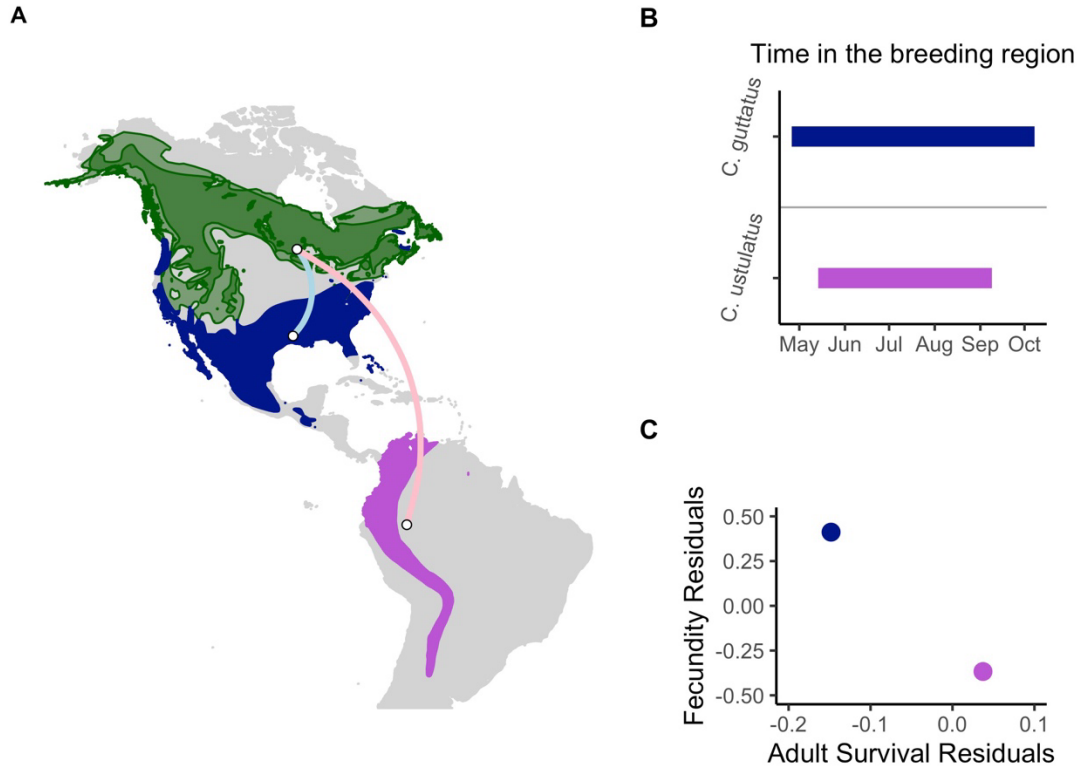 A
B
Time in the breeding region
C. guttatus
C. ustulatus
May Jun Jul Aug Sep Oct
C
Fecundity Residuals
0.50
0.25
0.00
-0.25
-0.50
-0.2 -0.1 0.0 0.1
Adult Survival Residuals